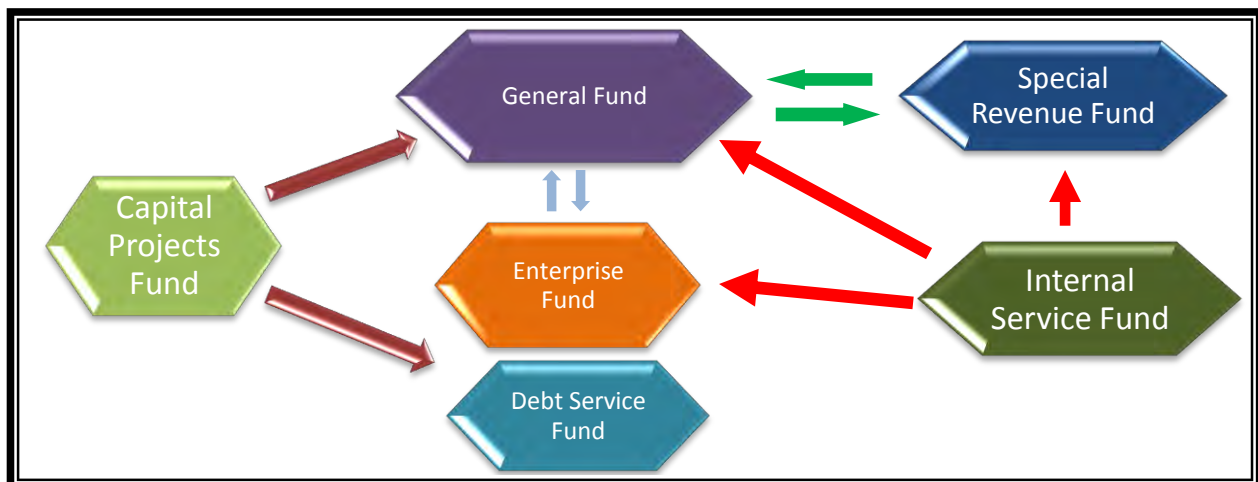 General Fund
Special
Revenue Fund
Capital
Projects
Fund
Enterprise
Fund
Internal
Service Fund
Debt Service
Fund